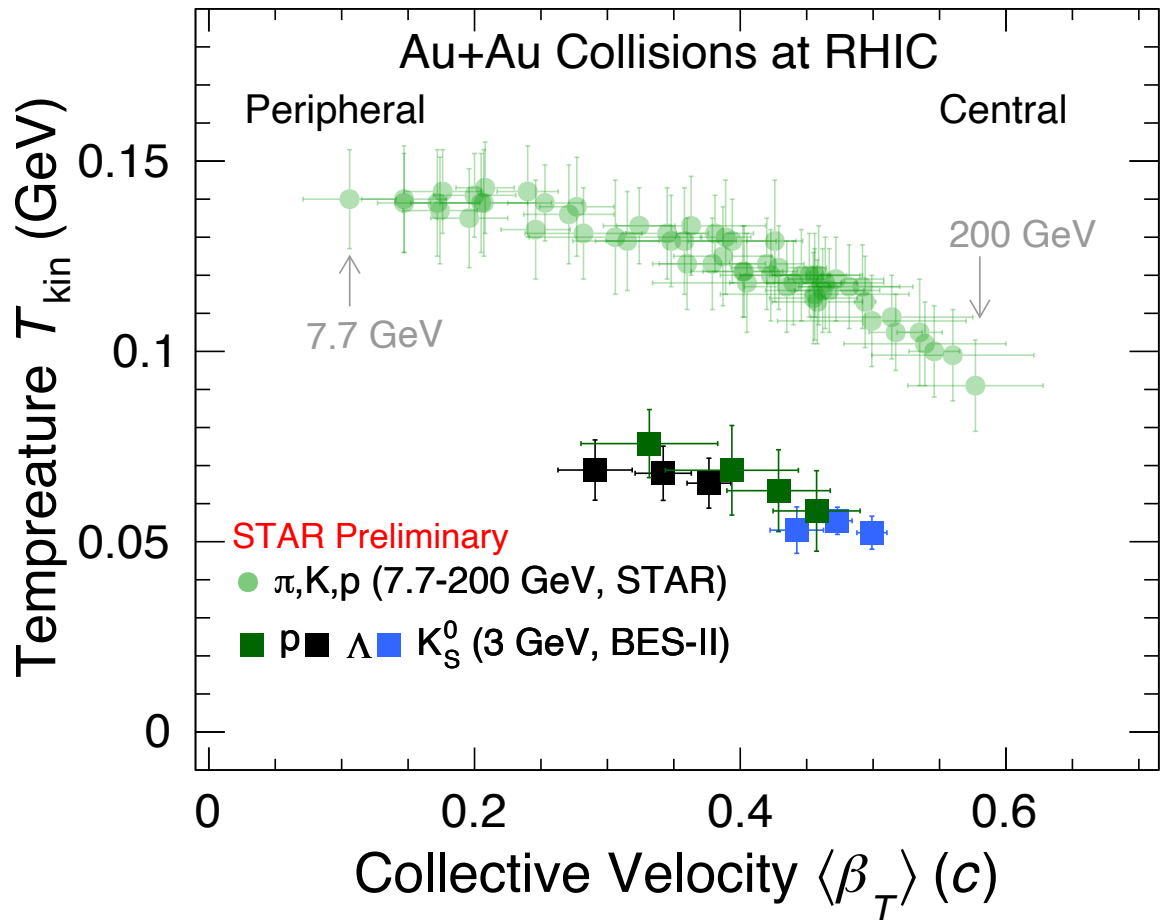 Au+Au Collisions at RHIC
Peripheral
Central
200 GeV
7.7 GeV
STAR Preliminary
π,K,p (7.7-200 GeV, STAR)
p Λ K⁰_S (3 GeV, BES-II)
Tempreature T_kin (GeV)
0.15
0.1
0.05
0
0 0.2 0.4 0.6
Collective Velocity ⟨β_T⟩ (c)